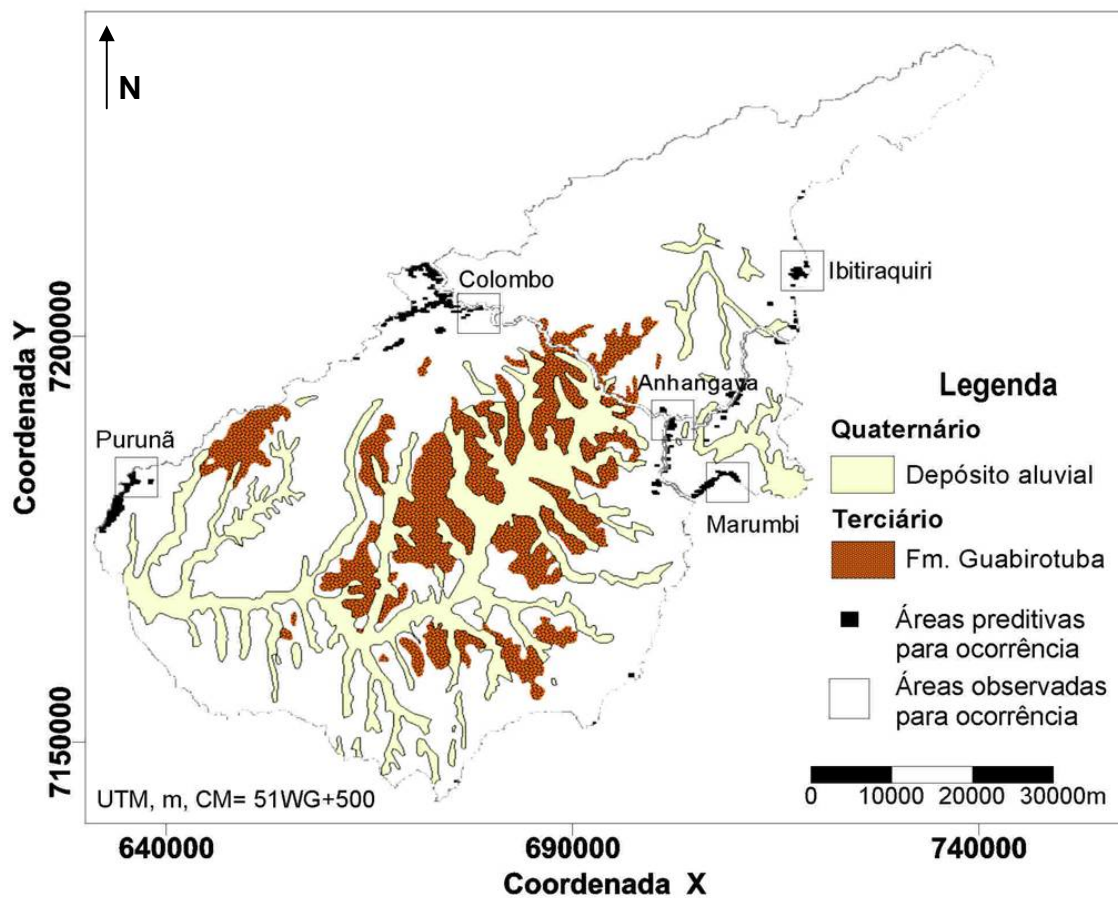 N
Colombo
Ibitiraquiri
Anhangava
Purunã
Marumbi
Legenda
Quaternário
Depósito aluvial
Terciário
Fm. Guabirotuba
Áreas preditivas
para ocorrência
Áreas observadas
para ocorrência
0 10000 20000 30000m
UTM, m, CM= 51WG+500
Coordenada Y
7200000
7150000
640000 690000 740000
Coordenada X